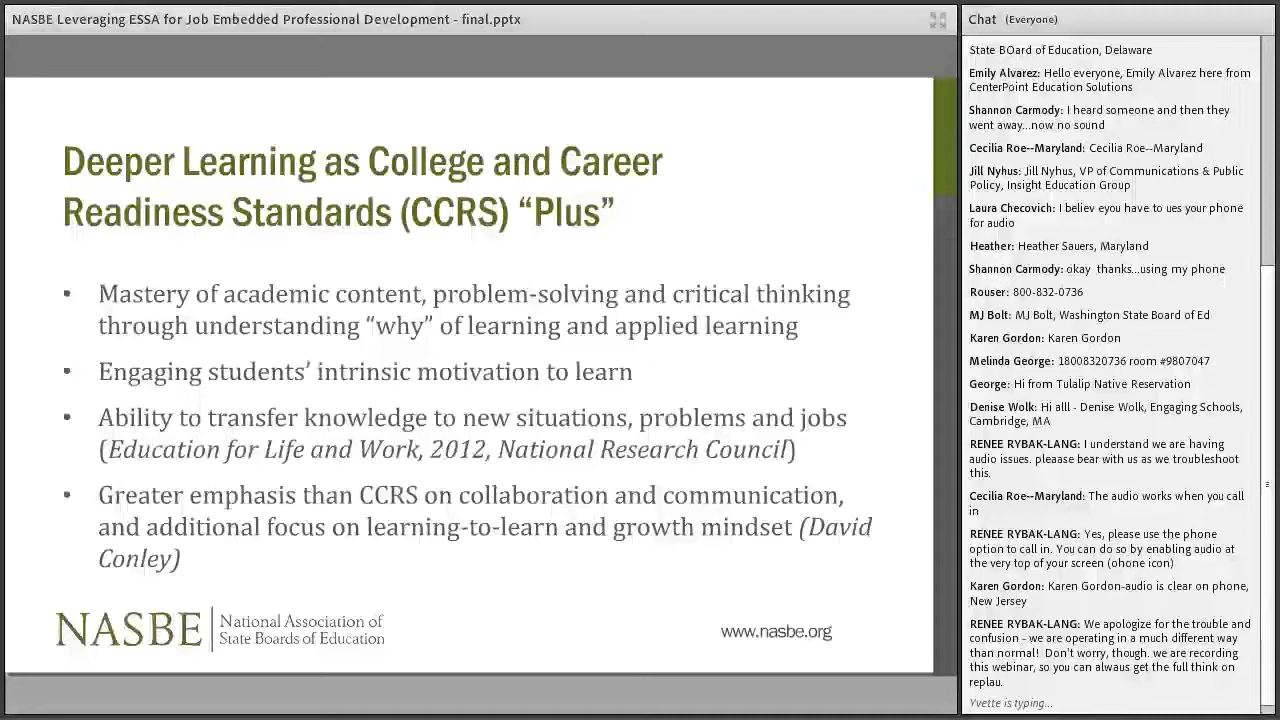 NASBE Leveraging ESSA for Job Embedded Professional Development - final.pptx
Deeper Learning as College and Career
Readiness Standards (CCRS) “Plus”
• Mastery of academic content, problem-solving and critical thinking
through understanding “why” of learning and applied learning
• Engaging students’ intrinsic motivation to learn
• Ability to transfer knowledge to new situations, problems and jobs
(Education for Life and Work, 2012, National Research Council)
• Greater emphasis than CCRS on collaboration and communication,
and additional focus on learning-to-learn and growth mindset (David
Conley)
NASBE
National Association of
State Boards of Education
www.nasbe.org
Chat (Everyone)
State BOard of Education, Delaware
Emily Alvarez: Hello everyone, Emily Alvarez here from
CenterPoint Education Solutions
Shannon Carmody: I heard someone and then they
went away...now no sound
Cecilia Roe--Maryland: Cecilia Roe--Maryland
Jill Nyhus: Jill Nyhus, VP of Communications & Public
Policy, Insight Education Group
Laura Checovich: I believ eyou have to ues your phone
for audio
Heather: Heather Sauers, Maryland
Shannon Carmody: okay thanks...using my phone
Rouser: 800-832-0736
MJ Bolt: MJ Bolt, Washington State Board of Ed
Karen Gordon: Karen Gordon
Melinda George: 18008320736 room #9807047
George: Hi from Tulalip Native Reservation
Denise Wolk: Hi alll - Denise Wolk, Engaging Schools,
Cambridge, MA
RENEE RYBAK-LANG: I understand we are having
audio issues. pleaase bear with us as we troubleshoot
this.
Cecilia Roe--Maryland: The audio works when you call
in
RENEE RYBAK-LANG: Yes, please use the phone
option to call in. You can do so by enabling audio at
the very top of your screen (ohone icon)
Karen Gordon: Karen Gordon-audio is clear on phone,
New Jersey
RENEE RYBAK-LANG: We apologize for the trouble and
confusion - we are operating in a much different way
than normal! Don't worry, though. we are recording
this webinar, so you can alwaus get the full think on
replau.
Yvette is typing...